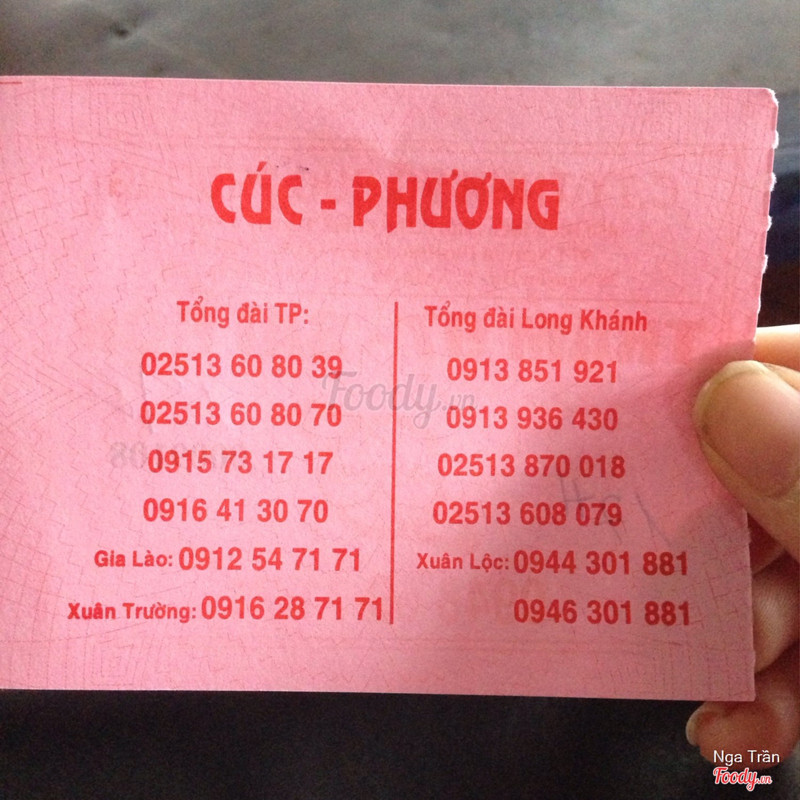 CÚC - PHƯƠNG
Tổng đài TP:
02513 60 80 39
02513 60 80 70
0915 73 17 17
0916 41 30 70
Gia Lào: 0912 54 71 71
Xuân Trường: 0916 28 71 71
Tổng đài Long Khánh
0913 851 921
0913 936 430
02513 870 018
02513 608 079
Xuân Lộc: 0944 301 881
0946 301 881
Foody.vn
Nga Trần
Foody.vn